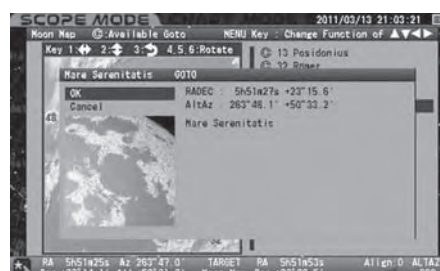 SCOPE MODE 2011/03/13 21:03:21
Moon Map ©:Available Goto MENU Key : Change Function of ▲▼◀▶
Key 1: 2: 3: 4.5.6:Rotate
© 13 Posidonius
© 32 Romer
Mare Serenitatis GOTO
OK
Cancel
RADEC : 5h51m27s +23°15.6'
AltAz : 263°46.1' +50°33.2'
Mare Serenitatis
RA 5h51m25s Az 263°47.0' TARGET RA 5h51m53s Align:0 ALTAZ